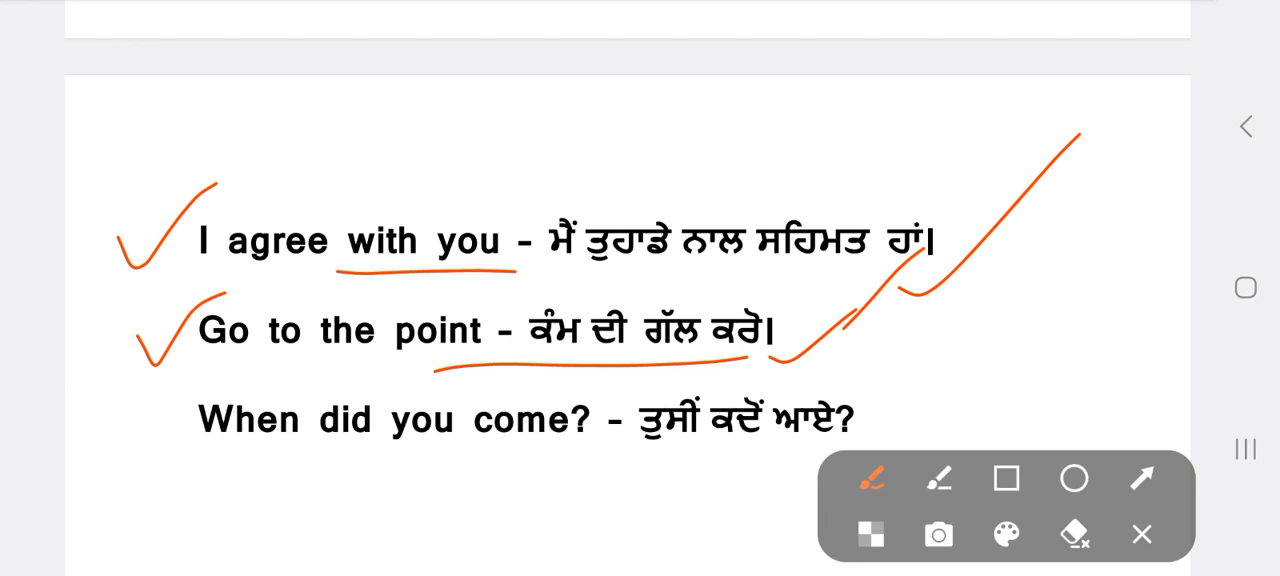 I agree with you - ਮੈਂ ਤੁਹਾਡੇ ਨਾਲ ਸਹਿਮਤ ਹਾਂ।
Go to the point - ਕੰਮ ਦੀ ਗੱਲ ਕਰੋ।
When did you come? - ਤੁਸੀਂ ਕਦੋਂ ਆਏ?